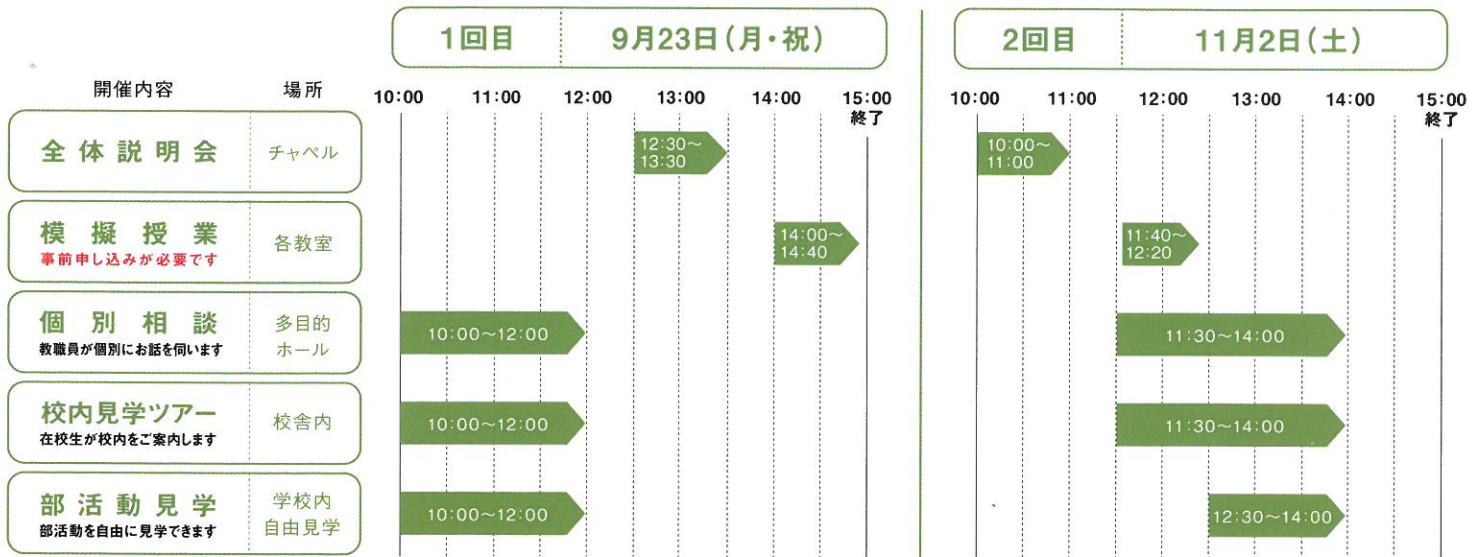 1回目 9月23日(月・祝)
2回目 11月2日(土)
開催内容 場所
10:00 11:00 12:00 13:00 14:00 15:00
終了
10:00 11:00 12:00 13:00 14:00 15:00
終了
全体説明会 チャペル
12:30〜
13:30
10:00〜
11:00
模擬授業
事前申し込みが必要です
各教室
14:00〜
14:40
11:40〜
12:20
個別相談
教職員が個別にお話を伺います
多目的
ホール
10:00〜12:00
11:30〜14:00
校内見学ツアー
在校生が校内をご案内します
校舎内
10:00〜12:00
11:30〜14:00
部活動見学
部活動を自由に見学できます
学校内
自由見学
10:00〜12:00
12:30〜14:00